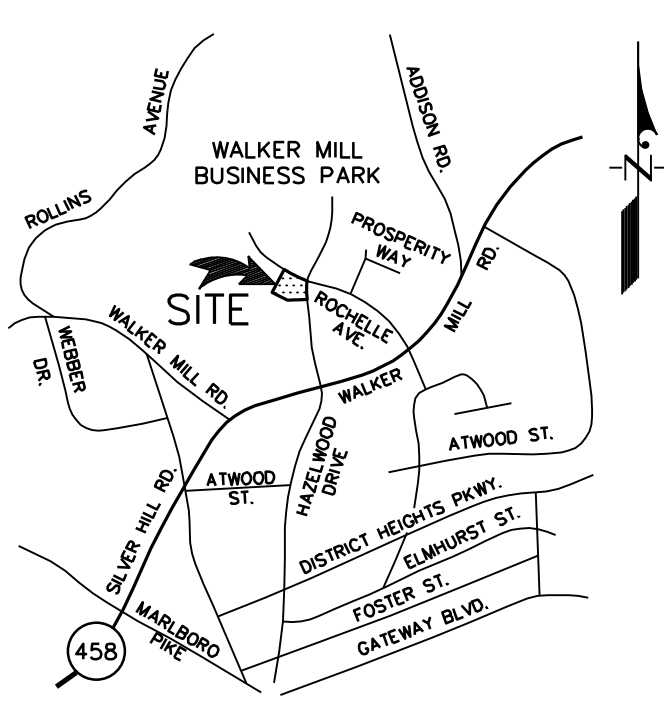 AVENUE
ADDISON RD.
WALKER MILL
BUSINESS PARK
ROLLINS
N
PROSPERITY
WAY
SITE
ROCHELLE
AVE.
MILL RD.
WALKER MILL RD.
WEBBER
DR.
WALKER
HAZELWOOD
DRIVE
ATWOOD ST.
ATWOOD
ST.
SILVER HILL RD.
DISTRICT HEIGHTS PKWY.
ELMHURST ST.
FOSTER ST.
GATEWAY BLVD.
MARLBORO
PIKE
458